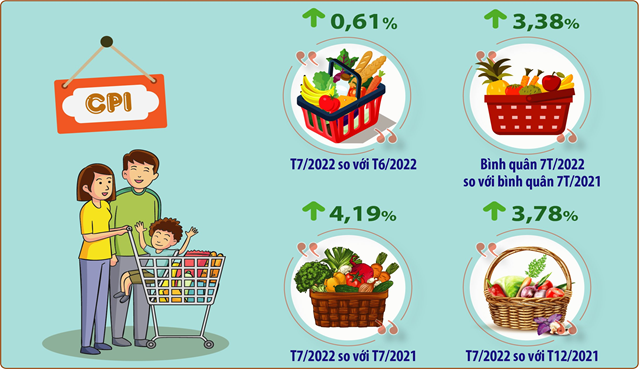 CPI
0,61%
T7/2022 so với T6/2022
3,38%
Bình quân 7T/2022
so với bình quân 7T/2021
4,19%
T7/2022 so với T7/2021
3,78%
T7/2022 so với T12/2021